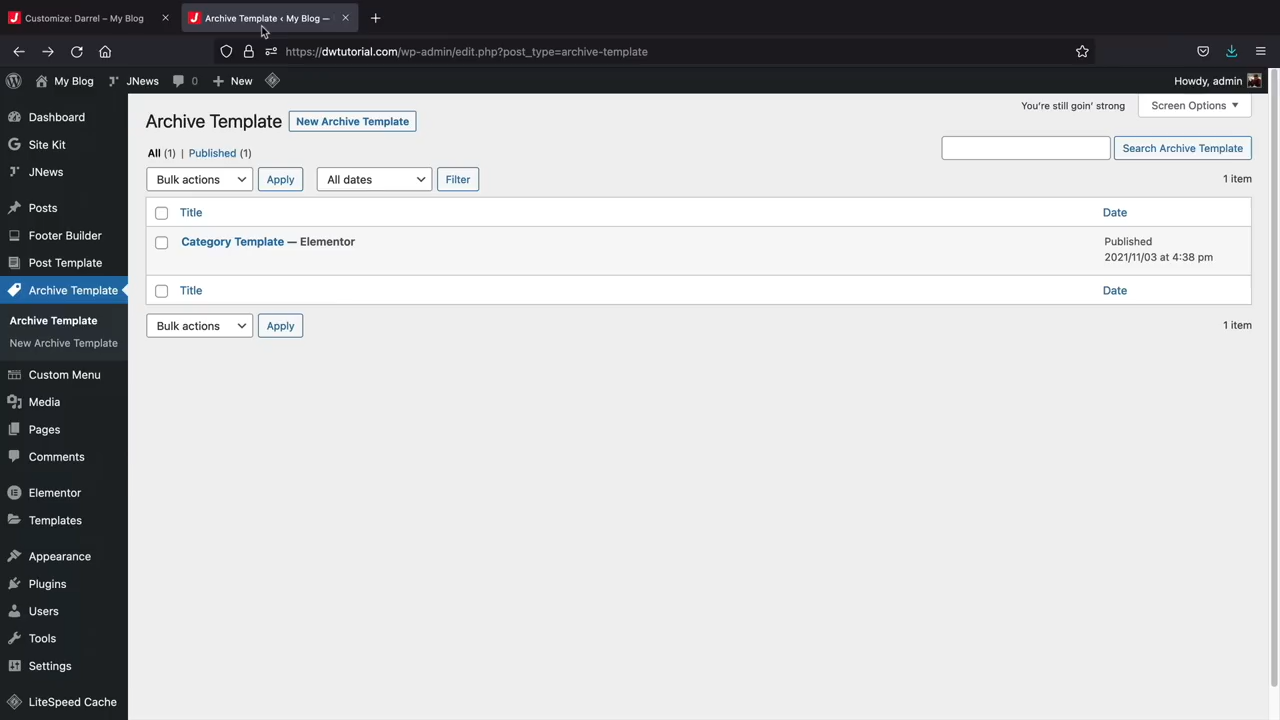 Customize: Darrel – My Blog
Archive Template ‹ My Blog —
https://dwtutorial.com/wp-admin/edit.php?post_type=archive-template
My Blog JNews 0 New Howdy, admin
Dashboard
Site Kit
JNews
Posts
Footer Builder
Post Template
Archive Template
Archive Template
New Archive Template
Custom Menu
Media
Pages
Comments
Elementor
Templates
Appearance
Plugins
Users
Tools
Settings
LiteSpeed Cache
You're still goin' strong Screen Options
Archive Template New Archive Template
All (1) | Published (1)
Search Archive Template
Bulk actions Apply All dates Filter 1 item
Title Date
Category Template — Elementor Published
2021/11/03 at 4:38 pm
Title Date
Bulk actions Apply 1 item